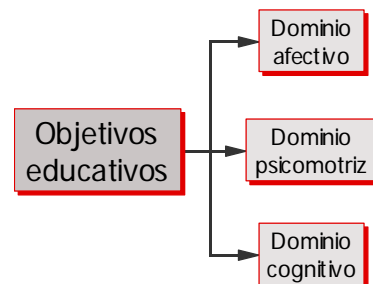 Dominio
afectivo
Objetivos
educativos
Dominio
psicomotriz
Dominio
cognitivo